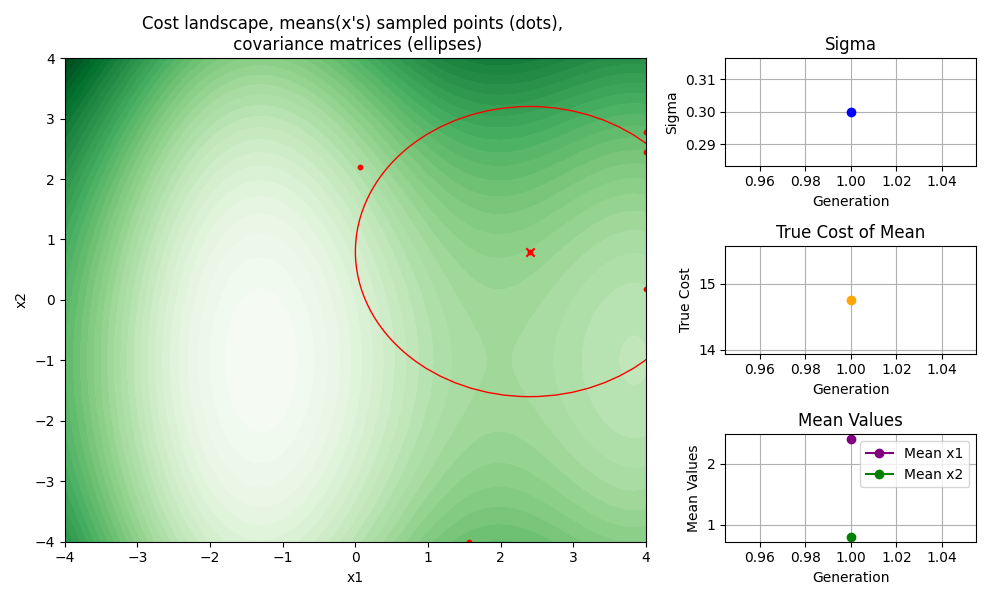 Cost landscape, means(x's) sampled points (dots),
covariance matrices (ellipses)
4
3
2
1
0
−1
−2
−3
−4
x2
−4
−3
−2
−1
0
1
2
3
4
x1
Sigma
0.31
0.30
0.29
Sigma
0.96
0.98
1.00
1.02
1.04
Generation
True Cost of Mean
15
14
True Cost
0.96
0.98
1.00
1.02
1.04
Generation
Mean Values
2
1
Mean Values
Mean x1
Mean x2
0.96
0.98
1.00
1.02
1.04
Generation